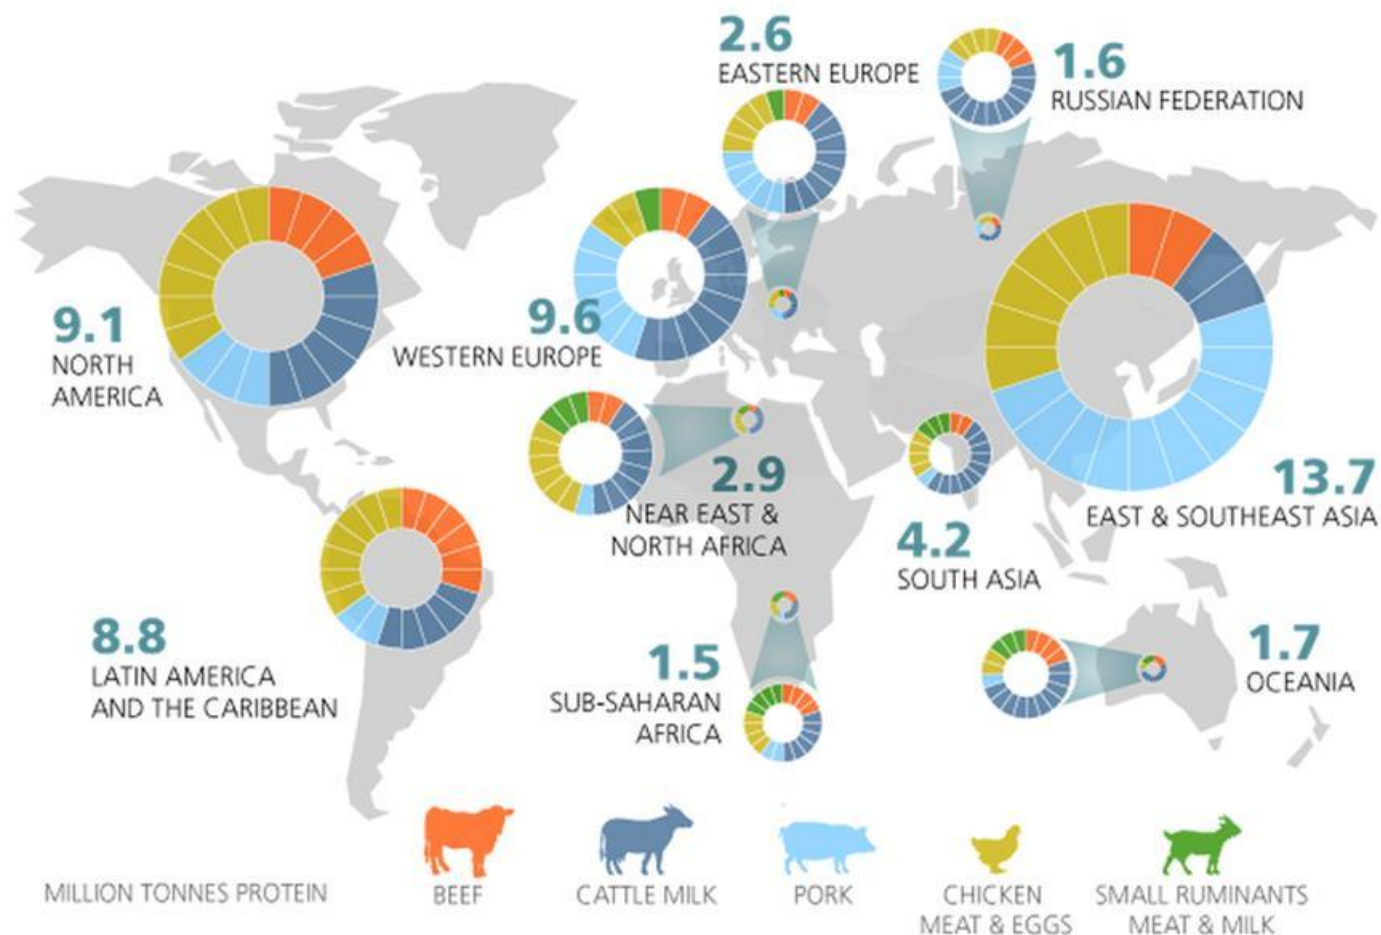 2.6
EASTERN EUROPE
1.6
RUSSIAN FEDERATION
9.1
NORTH
AMERICA
9.6
WESTERN EUROPE
2.9
NEAR EAST &
NORTH AFRICA
13.7
EAST & SOUTHEAST ASIA
4.2
SOUTH ASIA
8.8
LATIN AMERICA
AND THE CARIBBEAN
1.5
SUB-SAHARAN
AFRICA
1.7
OCEANIA
MILLION TONNES PROTEIN
BEEF
CATTLE MILK
PORK
CHICKEN
MEAT & EGGS
SMALL RUMINANTS
MEAT & MILK